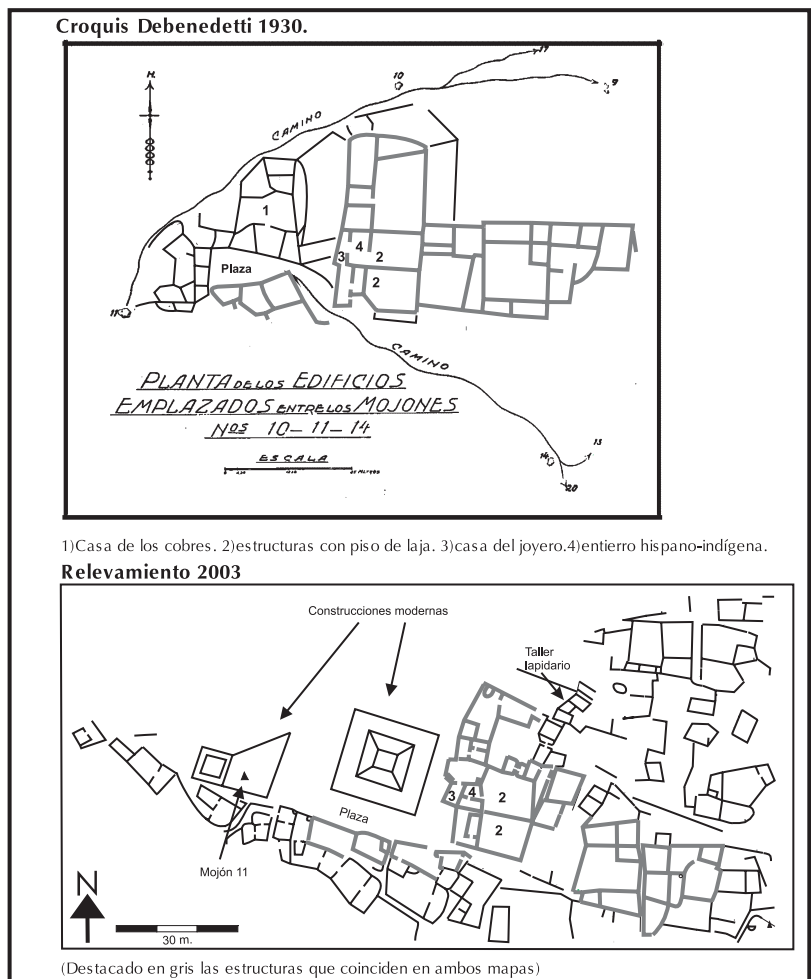 Croquis Debenedetti 1930.
N.
10
14
9
CAMINO
1
4
3
2
Plaza
2
11
CAMINO
PLANTA DE LOS EDIFICIOS
EMPLAZADOS ENTRE LOS MOJONES
Nos 10-11-14
ESCALA
13
14
20
1)Casa de los cobres. 2)estructuras con piso de laja. 3)casa del joyero.4)entierro hispano-indígena.
Relevamiento 2003
Construcciones modernas
Taller
lapidario
3
4
2
2
Plaza
Mojón 11
N
30 m.
(Destacado en gris las estructuras que coinciden en ambos mapas)